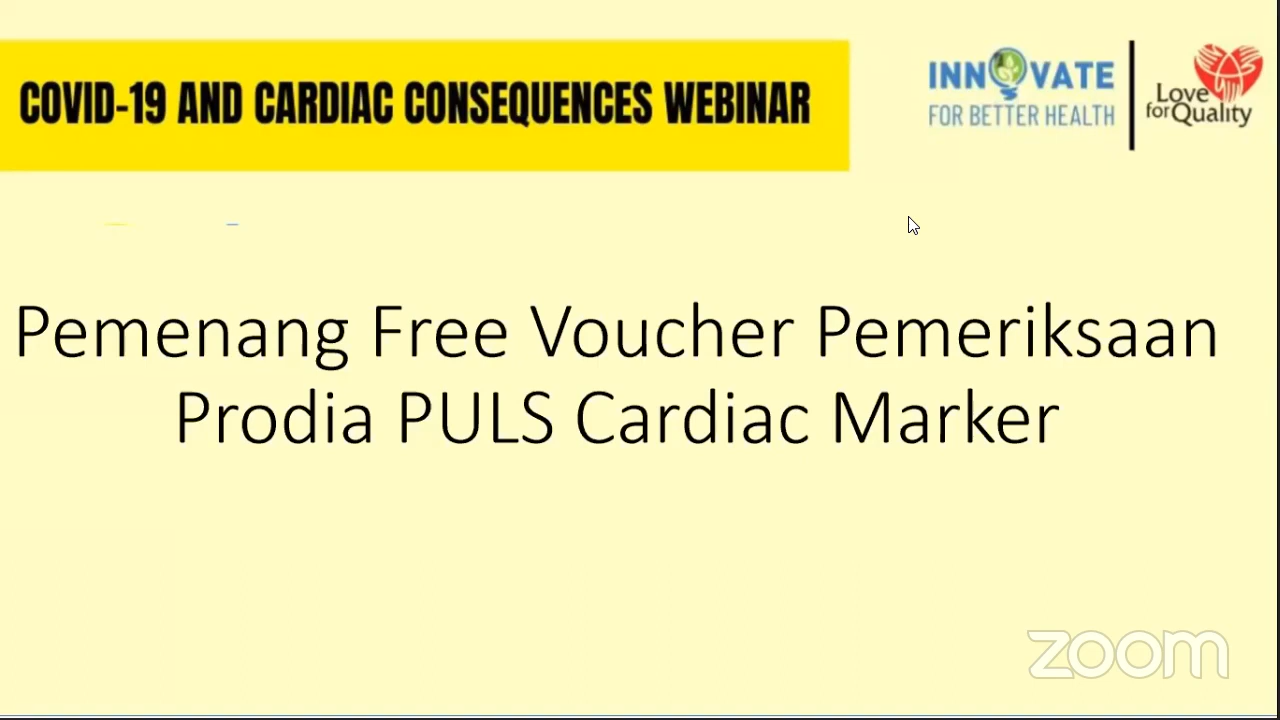 COVID-19 AND CARDIAC CONSEQUENCES WEBINAR
INNOVATE
FOR BETTER HEALTH
Love
for Quality
Pemenang Free Voucher Pemeriksaan
Prodia PULS Cardiac Marker
zoom